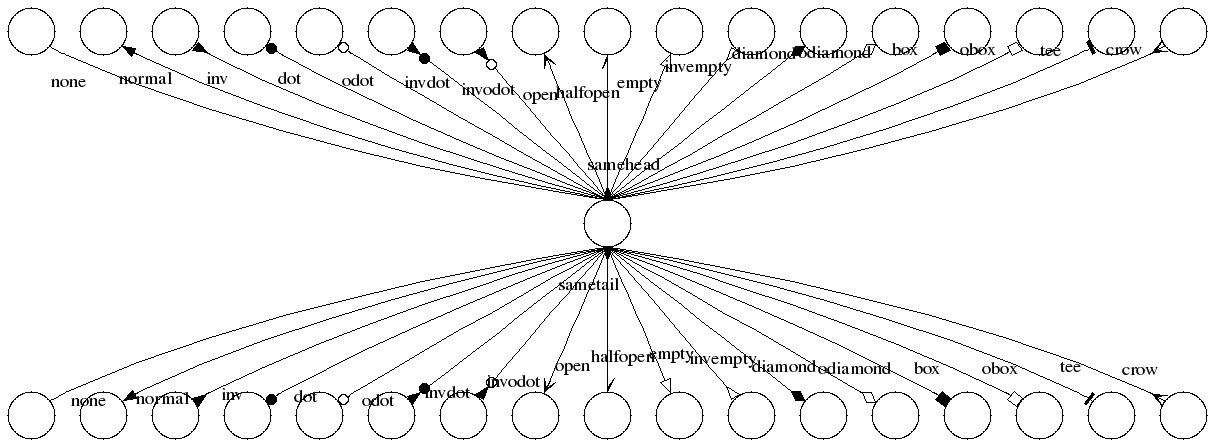 none
normal
inv
dot
odot
invdot
invodot
open
halfopen
empty
invempty
diamond
odiamond
box
obox
tee
crow
samehead
sametail
none
normal
inv
dot
odot
invdot
invodot
open
halfopen
empty
invempty
diamond
odiamond
box
obox
tee
crow